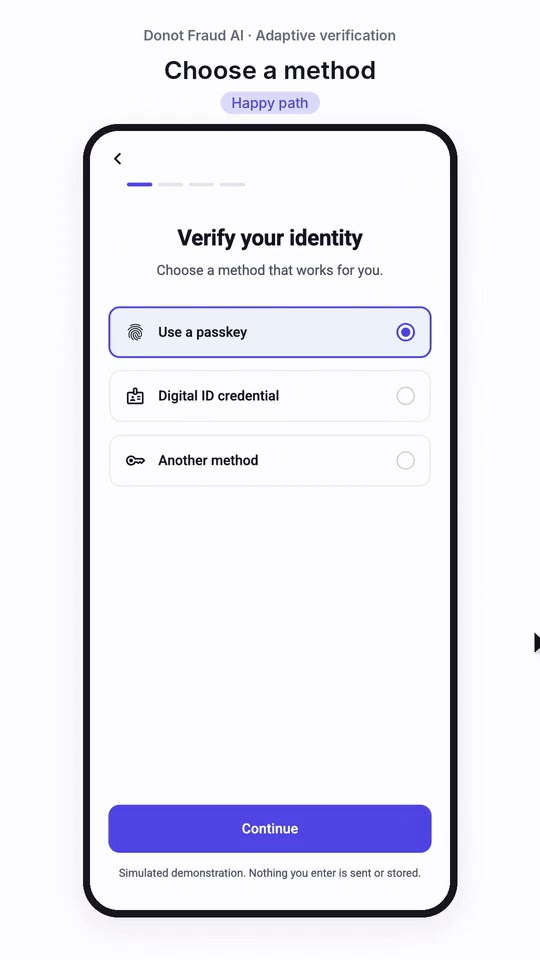 Donot Fraud AI · Adaptive verification
Choose a method
Happy path
Verify your identity
Choose a method that works for you.
Use a passkey
Digital ID credential
Another method
Continue
Simulated demonstration. Nothing you enter is sent or stored.